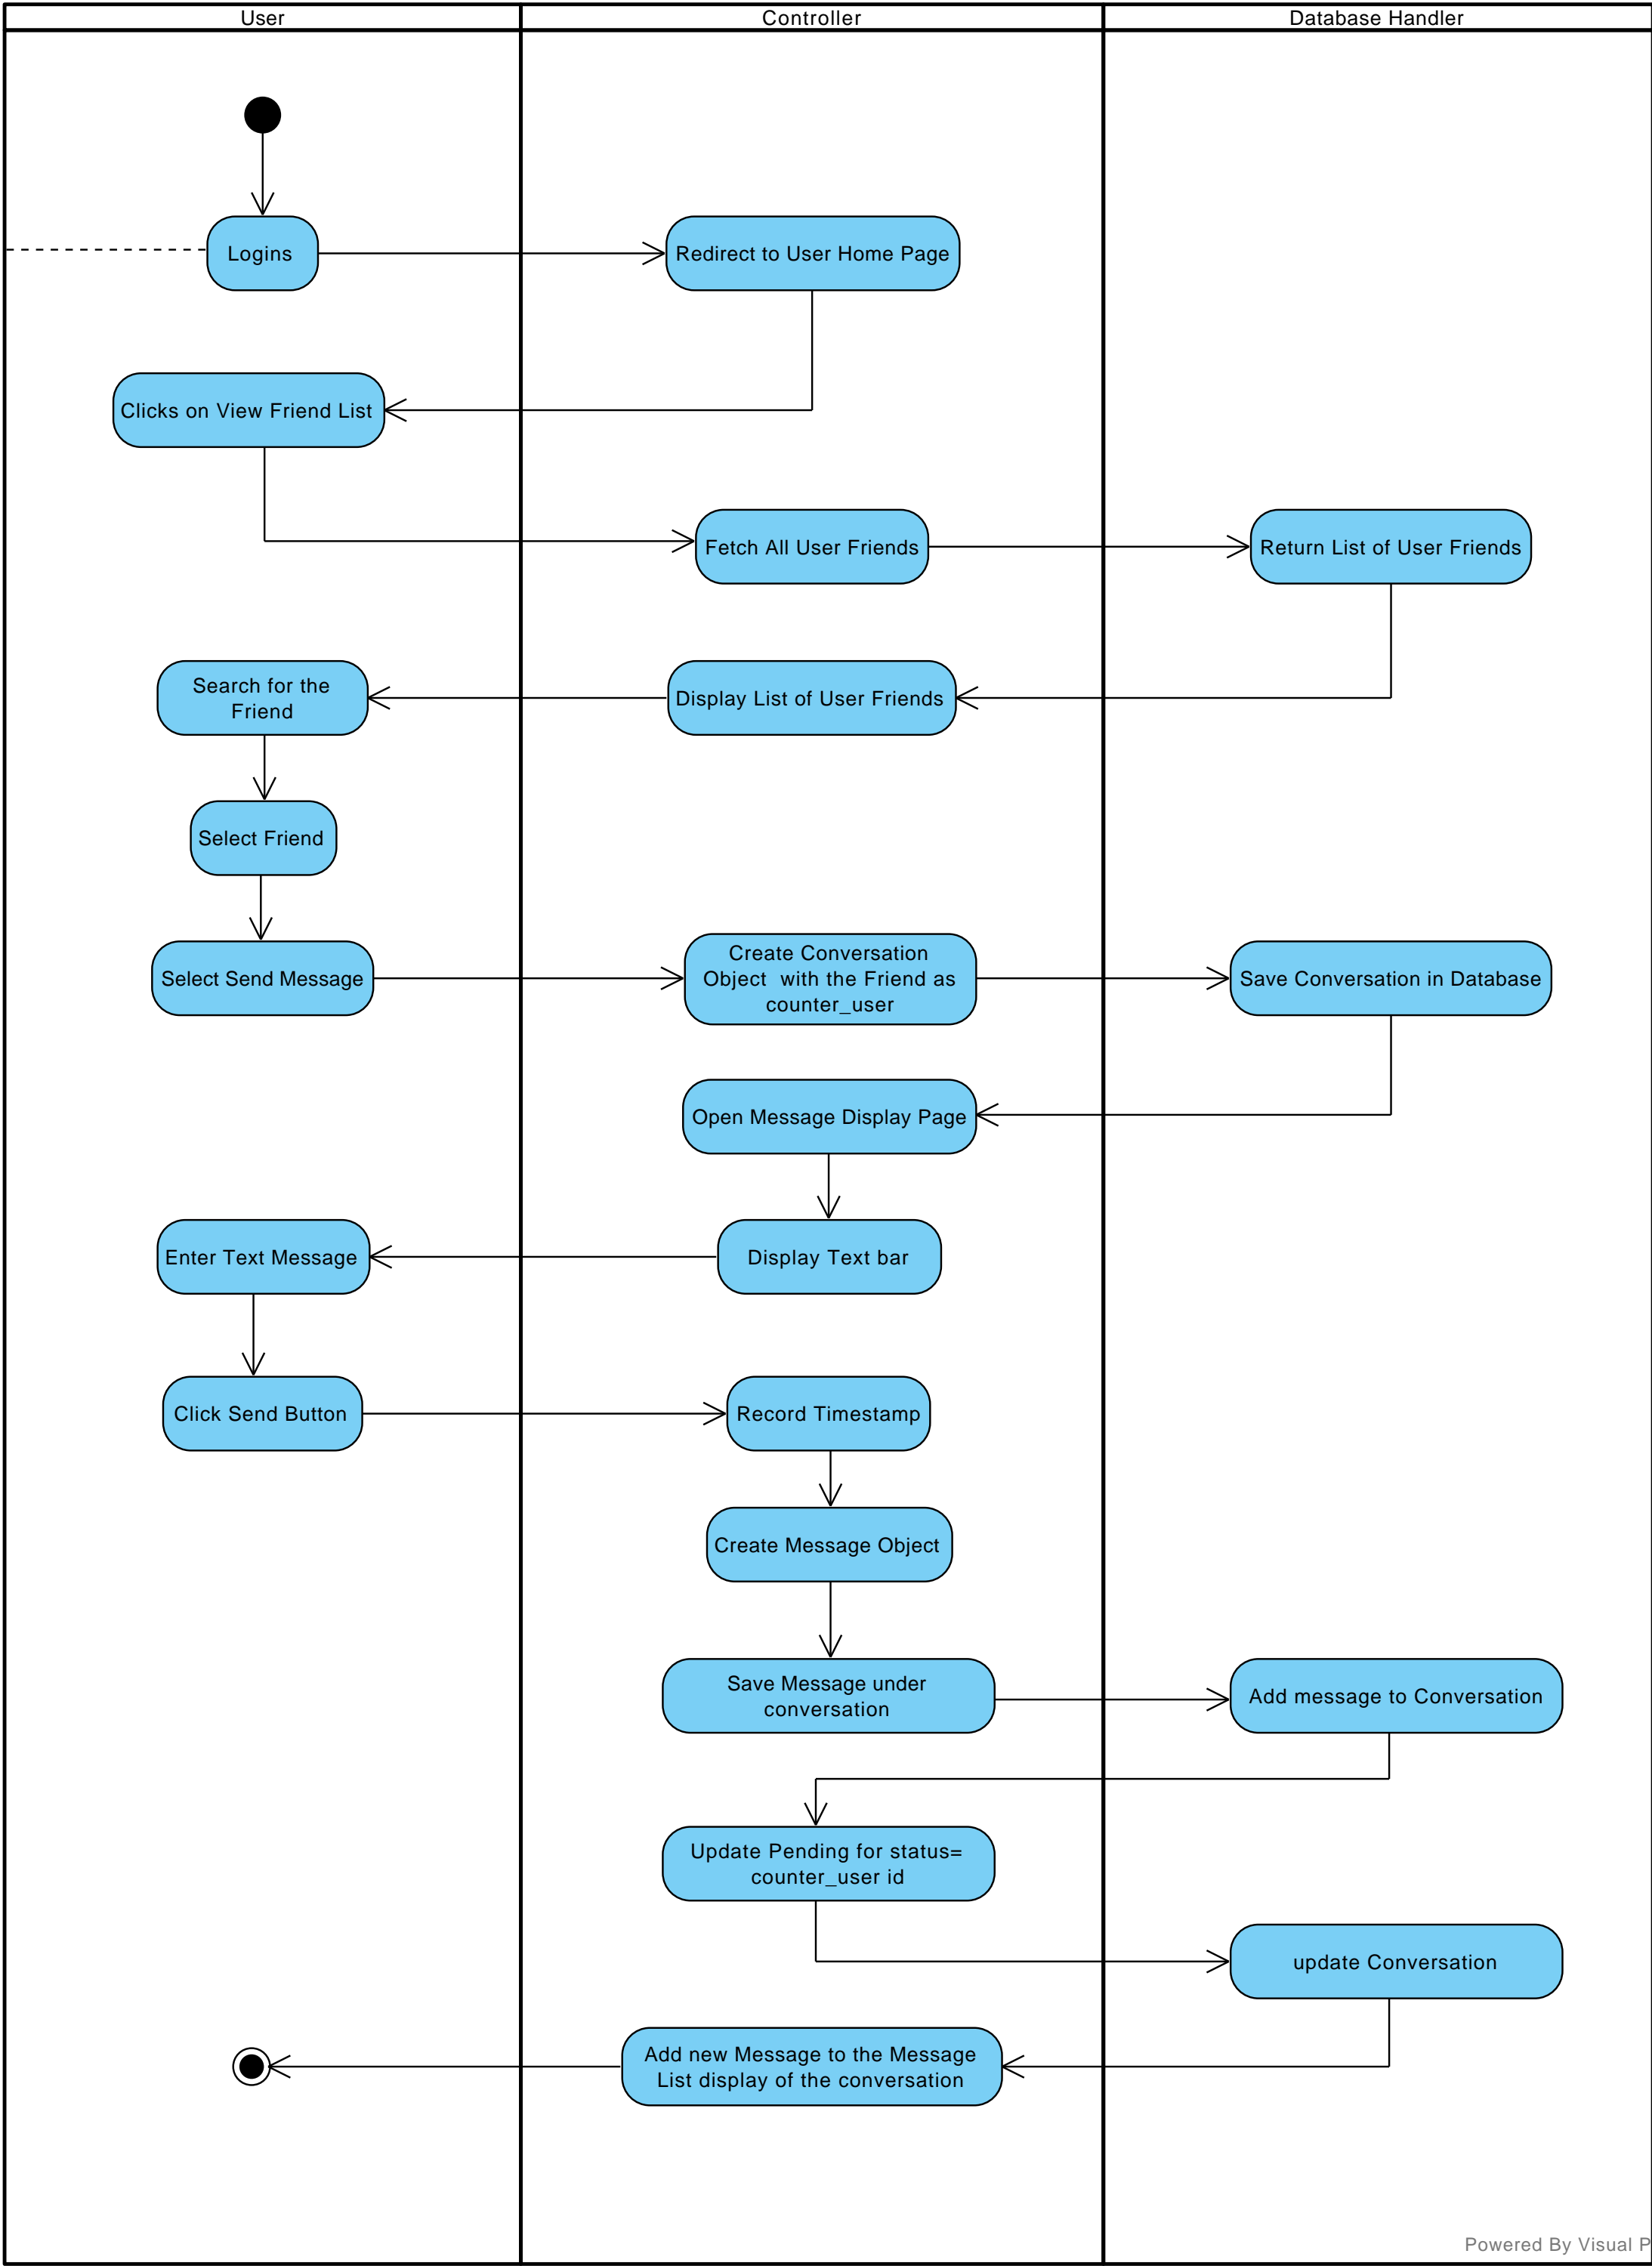 User
Controller
Database Handler
Logins
Redirect to User Home Page
Clicks on View Friend List
Fetch All User Friends
Return List of User Friends
Search for the
Friend
Display List of User Friends
Select Friend
Select Send Message
Create Conversation
Object  with the Friend as
counter_user
Save Conversation in Database
Open Message Display Page
Enter Text Message
Display Text bar
Click Send Button
Record Timestamp
Create Message Object
Save Message under
conversation
Add message to Conversation
Update Pending for status=
counter_user id
update Conversation
Add new Message to the Message
List display of the conversation
Powered By Visual P